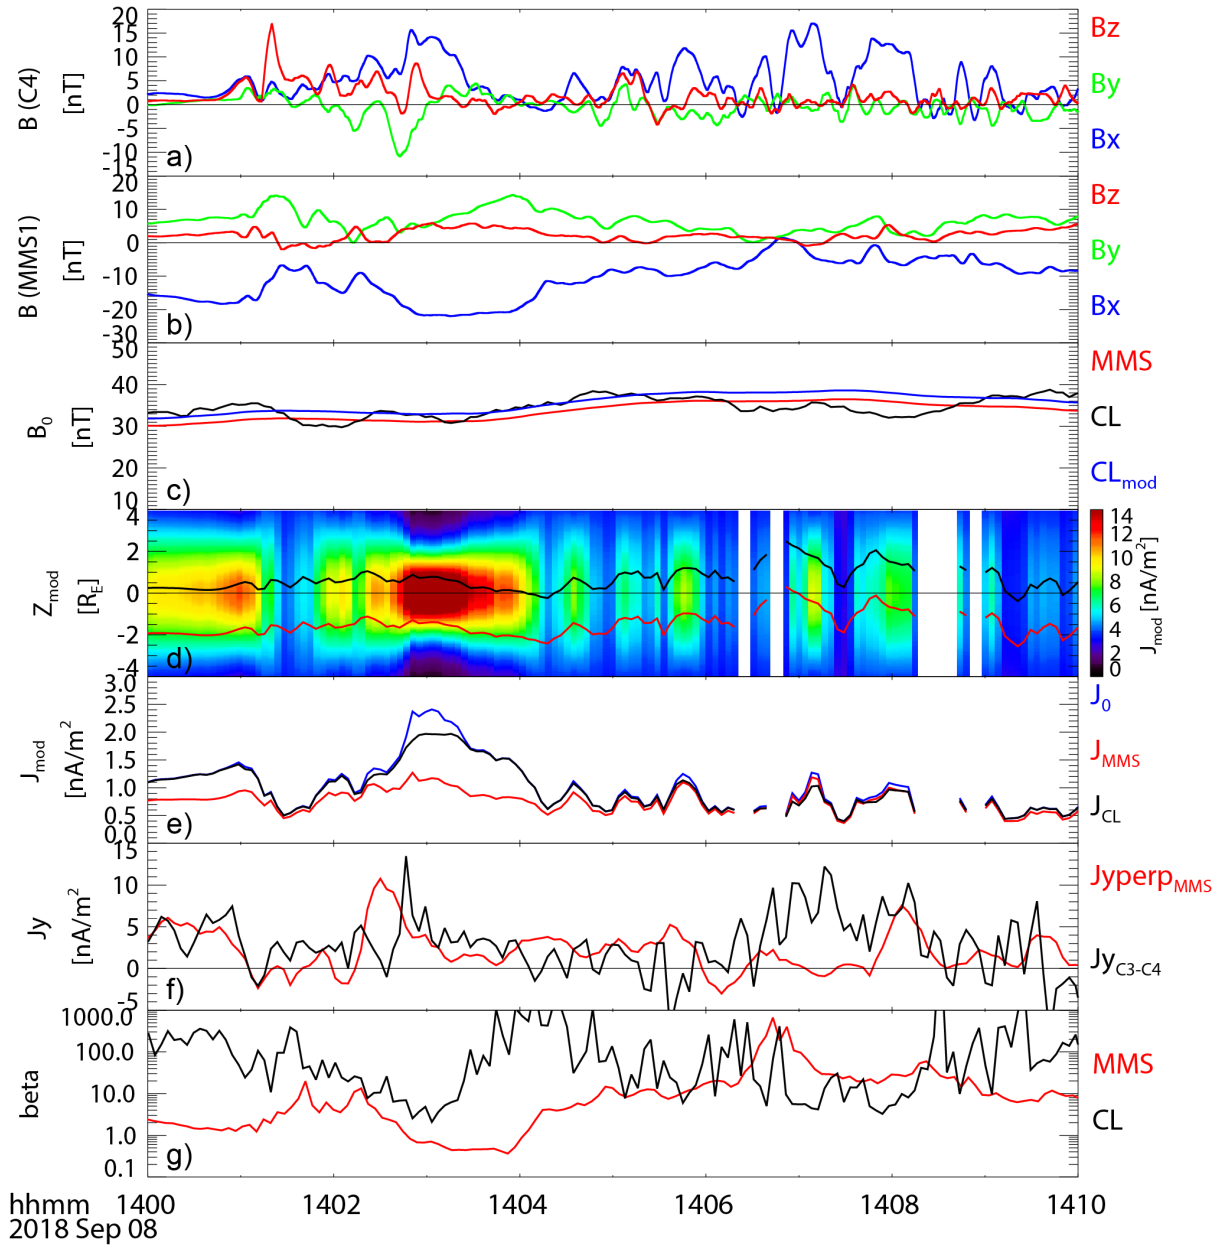 20
15
10
5
0
-5
-10
-15
B (C4)
[nT]
a)
Bz
By
Bx
20
10
0
-10
-20
-30
B (MMS1)
[nT]
b)
Bz
By
Bx
50
40
30
20
10
B0
[nT]
c)
MMS
CL
CLmod
4
2
0
-2
-4
Zmod
[RE]
d)
14
12
10
8
6
4
2
0
Jmod [nA/m2]
3.0
2.5
2.0
1.5
1.0
0.5
0.0
Jmod
[nA/m2]
e)
J0
JMMS
JCL
15
10
5
0
-5
Jy
[nA/m2]
f)
JyperpMMS
JyC3-C4
1000.0
100.0
10.0
1.0
0.1
beta
g)
MMS
CL
hhmm 1400 1402 1404 1406 1408 1410
2018 Sep 08